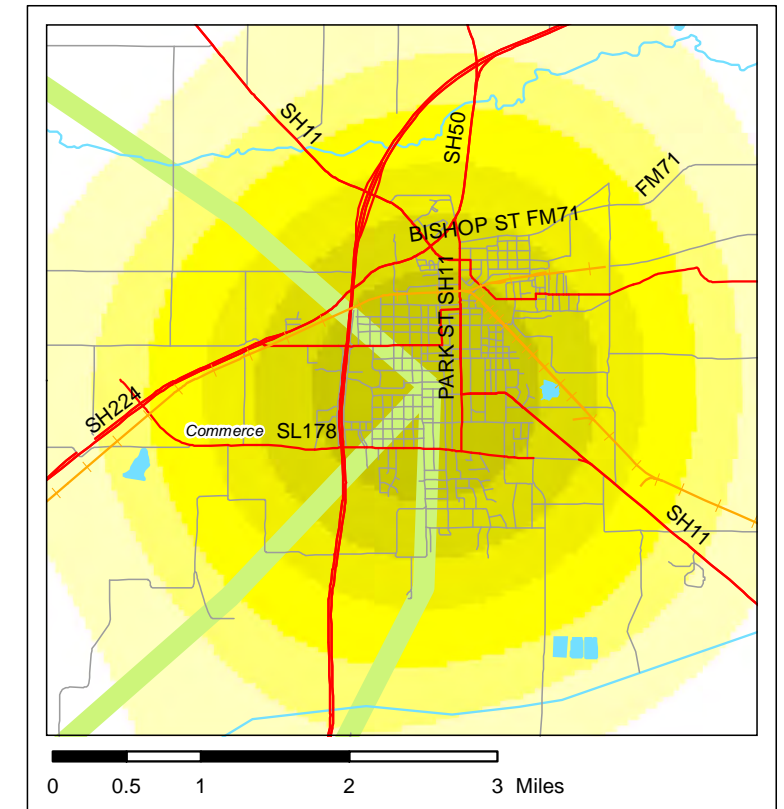 SH11
SH50
FM71
BISHOP ST FM71
PARK ST SH11
SH224
Commerce SL178
SH11
0 0.5 1 2 3 Miles